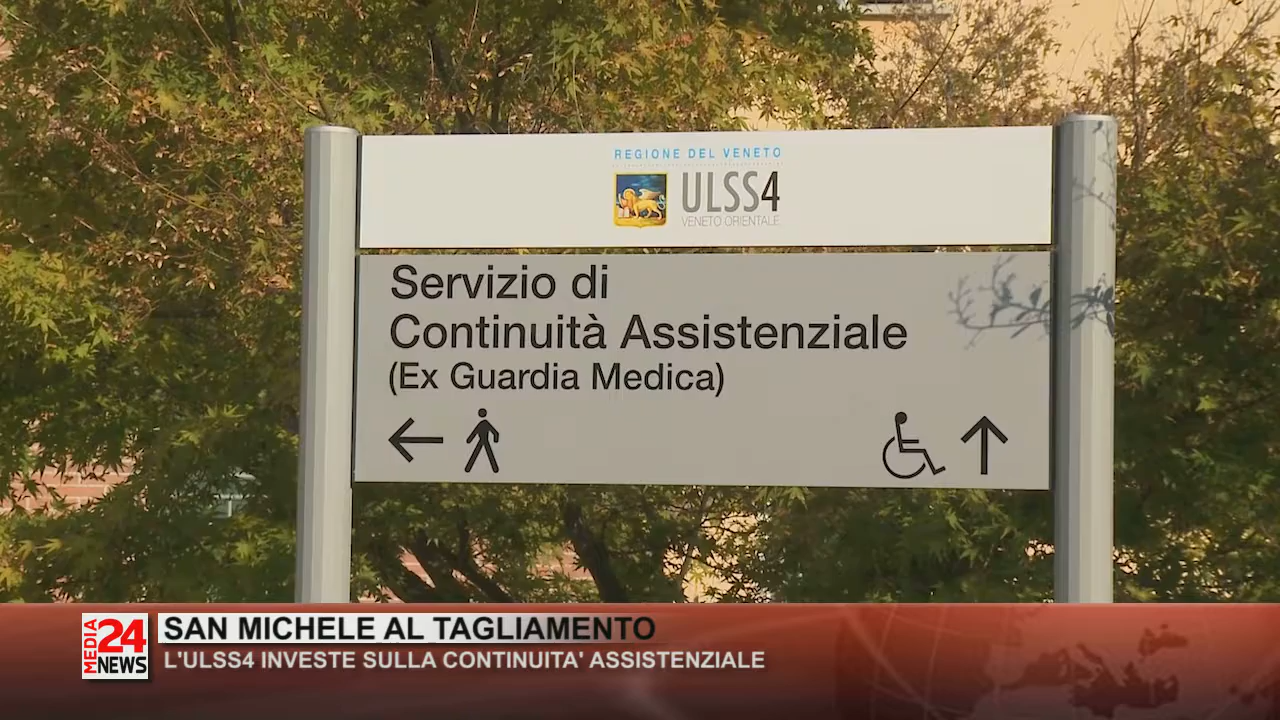 REGIONE DEL VENETO
ULSS4
VENETO ORIENTALE
Servizio di
Continuità Assistenziale
(Ex Guardia Medica)
MEDIA 24 NEWS
SAN MICHELE AL TAGLIAMENTO
L'ULSS4 INVESTE SULLA CONTINUITA' ASSISTENZIALE